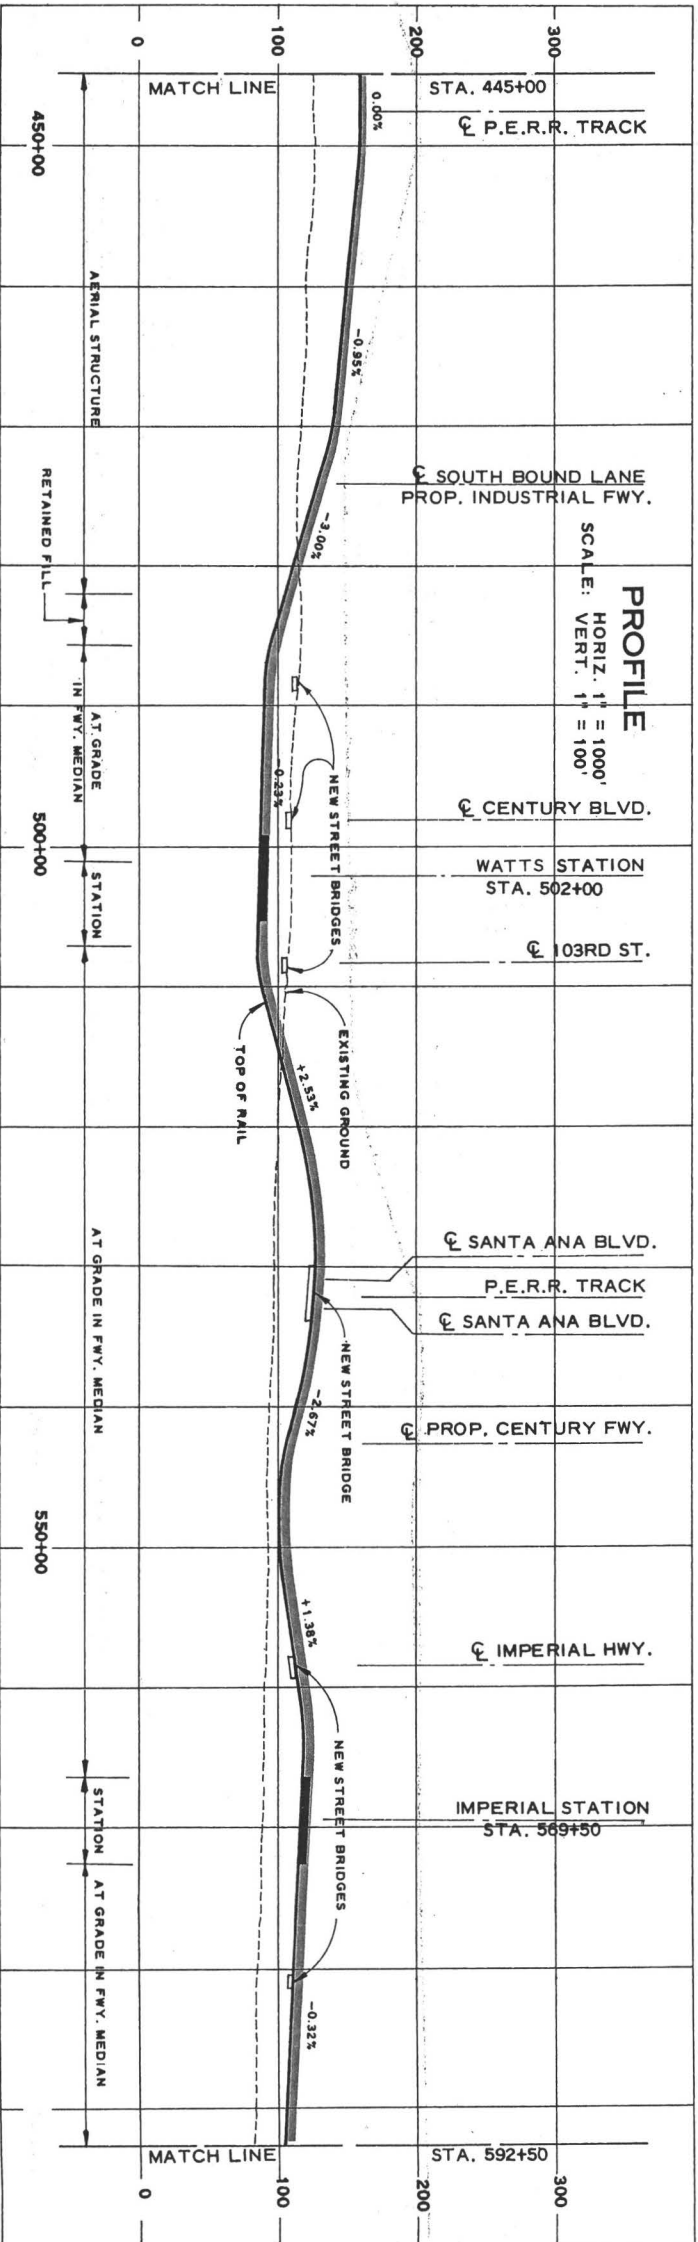 0
100
200
300
MATCH LINE
STA. 445+00
℄ P.E.R.R. TRACK
0.00%
450+00
AERIAL STRUCTURE
-0.95%
℄ SOUTH BOUND LANE
PROP. INDUSTRIAL FWY.
-3.00%
RETAINED FILL
PROFILE
SCALE: HORIZ. 1" = 1000'
VERT. 1" = 100'
AT GRADE
IN FWY. MEDIAN
-0.23%
NEW STREET BRIDGES
℄ CENTURY BLVD.
500+00
WATTS STATION
STA. 502+00
STATION
℄ 103RD ST.
TOP OF RAIL
EXISTING GROUND
+2.53%
AT GRADE IN FWY. MEDIAN
℄ SANTA ANA BLVD.
P.E.R.R. TRACK
℄ SANTA ANA BLVD.
NEW STREET BRIDGE
-2.67%
℄ PROP. CENTURY FWY.
550+00
+1.38%
℄ IMPERIAL HWY.
NEW STREET BRIDGES
IMPERIAL STATION
STA. 569+50
STATION
AT GRADE IN FWY. MEDIAN
-0.32%
MATCH LINE
STA. 592+50
0
100
200
300